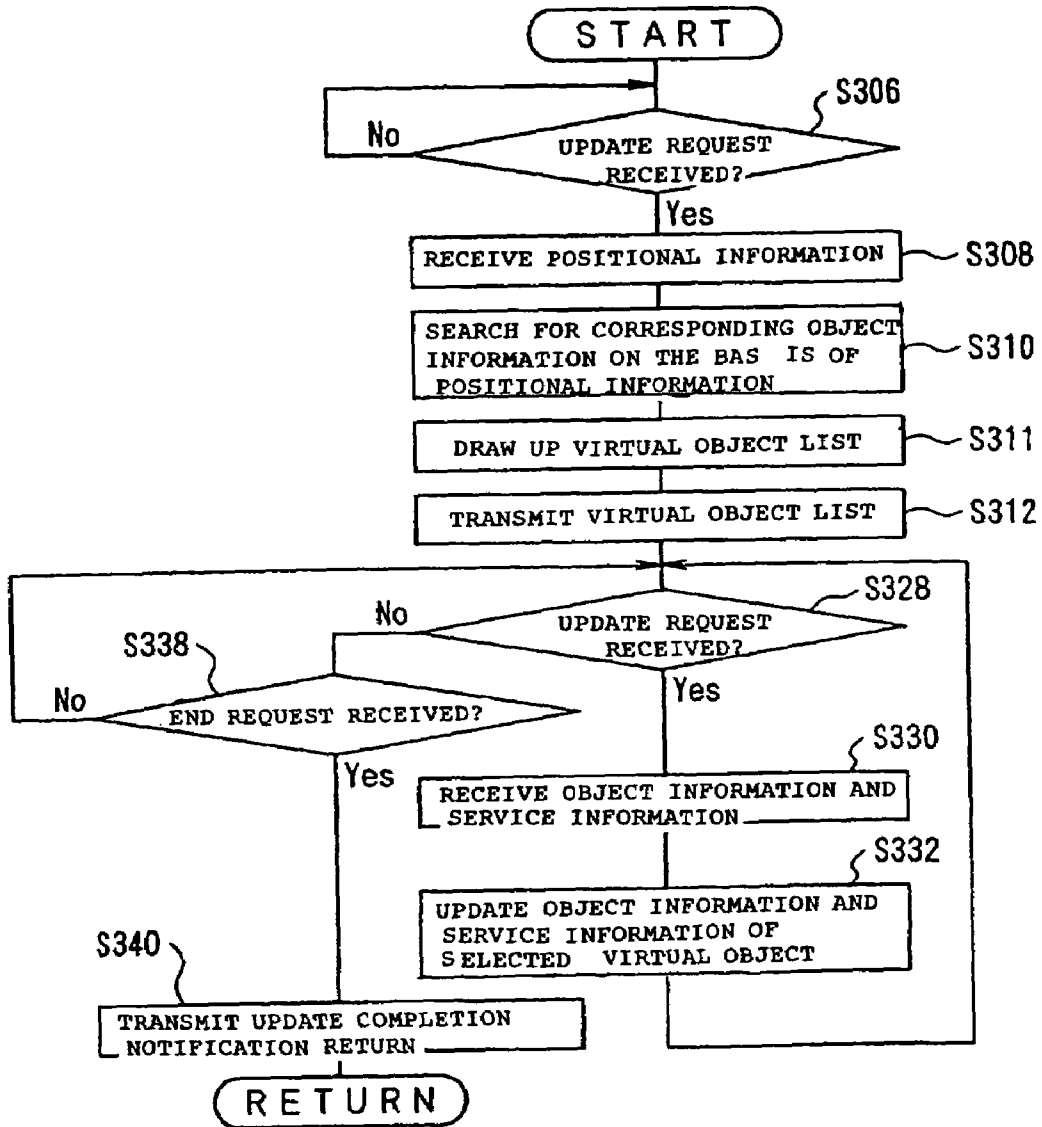 START
S306
No
UPDATE REQUEST
RECEIVED?
Yes
RECEIVE POSITIONAL INFORMATION
S308
SEARCH FOR CORRESPONDING OBJECT
INFORMATION ON THE BAS IS OF
POSITIONAL INFORMATION
S310
DRAW UP VIRTUAL OBJECT LIST
S311
TRANSMIT VIRTUAL OBJECT LIST
S312
S328
No
UPDATE REQUEST
RECEIVED?
Yes
S338
No
END REQUEST RECEIVED?
Yes
S330
RECEIVE OBJECT INFORMATION AND
SERVICE INFORMATION
S332
UPDATE OBJECT INFORMATION AND
SERVICE INFORMATION OF
SELECTED VIRTUAL OBJECT
S340
TRANSMIT UPDATE COMPLETION
NOTIFICATION RETURN
RETURN